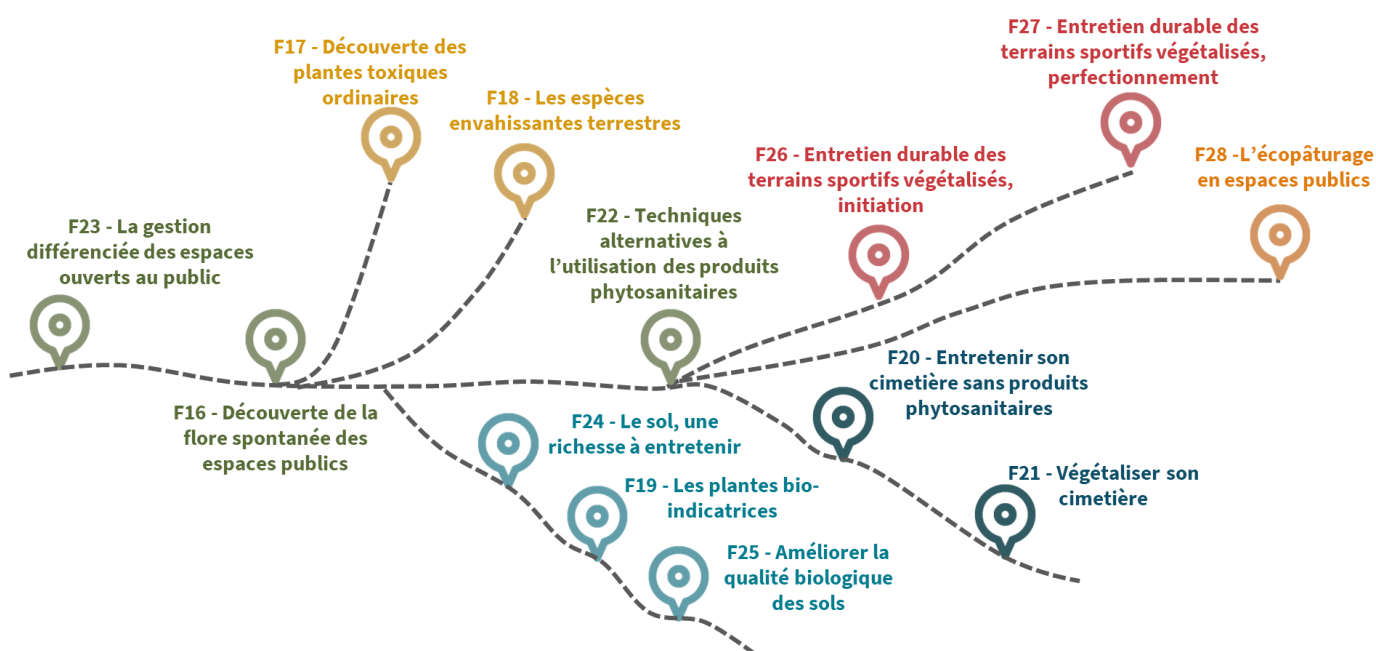 F17 - Découverte des
plantes toxiques
ordinaires
F18 - Les espèces
envahissantes terrestres
F27 - Entretien durable des
terrains sportifs végétalisés,
perfectionnement
F26 - Entretien durable des
terrains sportifs végétalisés,
initiation
F28 -L’écopâturage
en espaces publics
F23 - La gestion
différenciée des espaces
ouverts au public
F22 - Techniques
alternatives à
l’utilisation des produits
phytosanitaires
F16 - Découverte de la
flore spontanée des
espaces publics
F20 - Entretenir son
cimetière sans produits
phytosanitaires
F24 - Le sol, une
richesse à entretenir
F21 - Végétaliser son
cimetière
F19 - Les plantes bio-
indicatrices
F25 - Améliorer la
qualité biologique
des sols